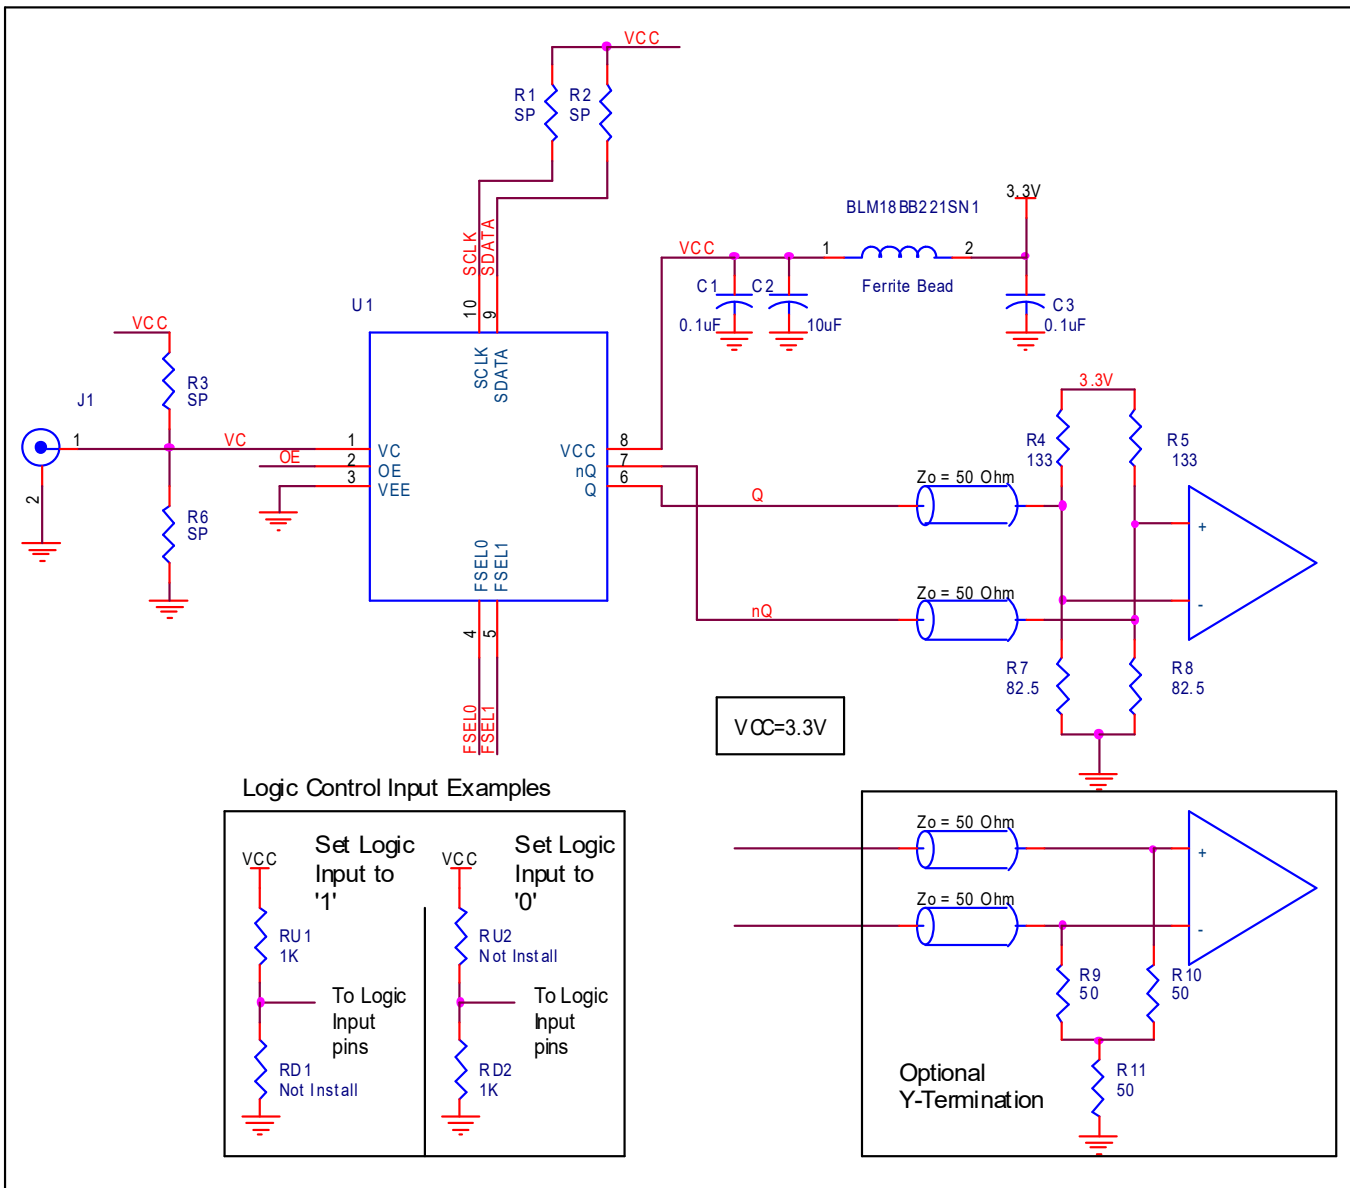 VCC
R1
SP
R2
SP
SCLK
SDATA
10
9
U1
SCLK
SDATA
VCC
R3
SP
J1
1
2
VC
OE
1
2
3
VC
OE
VEE
R6
SP
VCC
nQ
Q
8
7
6
FSEL0
FSEL1
4
5
FSEL0
FSEL1
VCC
BLM18BB221SN1
1
2
Ferrite Bead
3.3V
C1
0.1uF
C2
10uF
C3
0.1uF
3.3V
R4
133
R5
133
Zo = 50 Ohm
Q
+
-
Zo = 50 Ohm
nQ
R7
82.5
R8
82.5
VCC=3.3V
Logic Control Input Examples
Set Logic
Input to
'1'
VCC
RU1
1K
To Logic
Input
pins
RD1
Not Install
Set Logic
Input to
'0'
VCC
RU2
Not Install
To Logic
Input
pins
RD2
1K
Zo = 50 Ohm
Zo = 50 Ohm
+
-
R9
50
R10
50
R11
50
Optional
Y-Termination